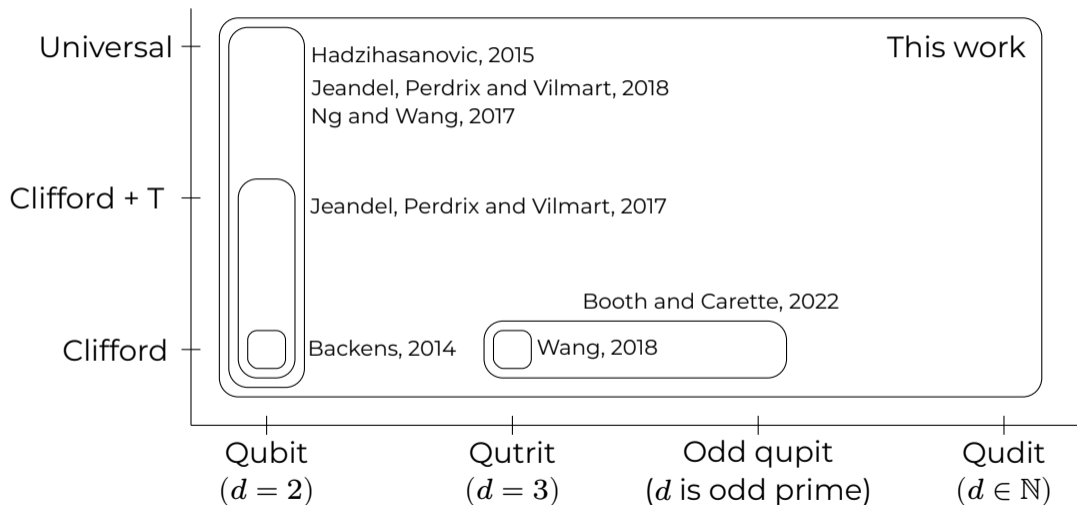 Universal
Hadzihasanovic, 2015
This work
Jeandel, Perdrix and Vilmart, 2018
Ng and Wang, 2017
Clifford + T
Jeandel, Perdrix and Vilmart, 2017
Booth and Carette, 2022
Clifford
Backens, 2014
Wang, 2018
Qubit
(d = 2)
Qutrit
(d = 3)
Odd qupit
(d is odd prime)
Qudit
(d ∈ ℕ)